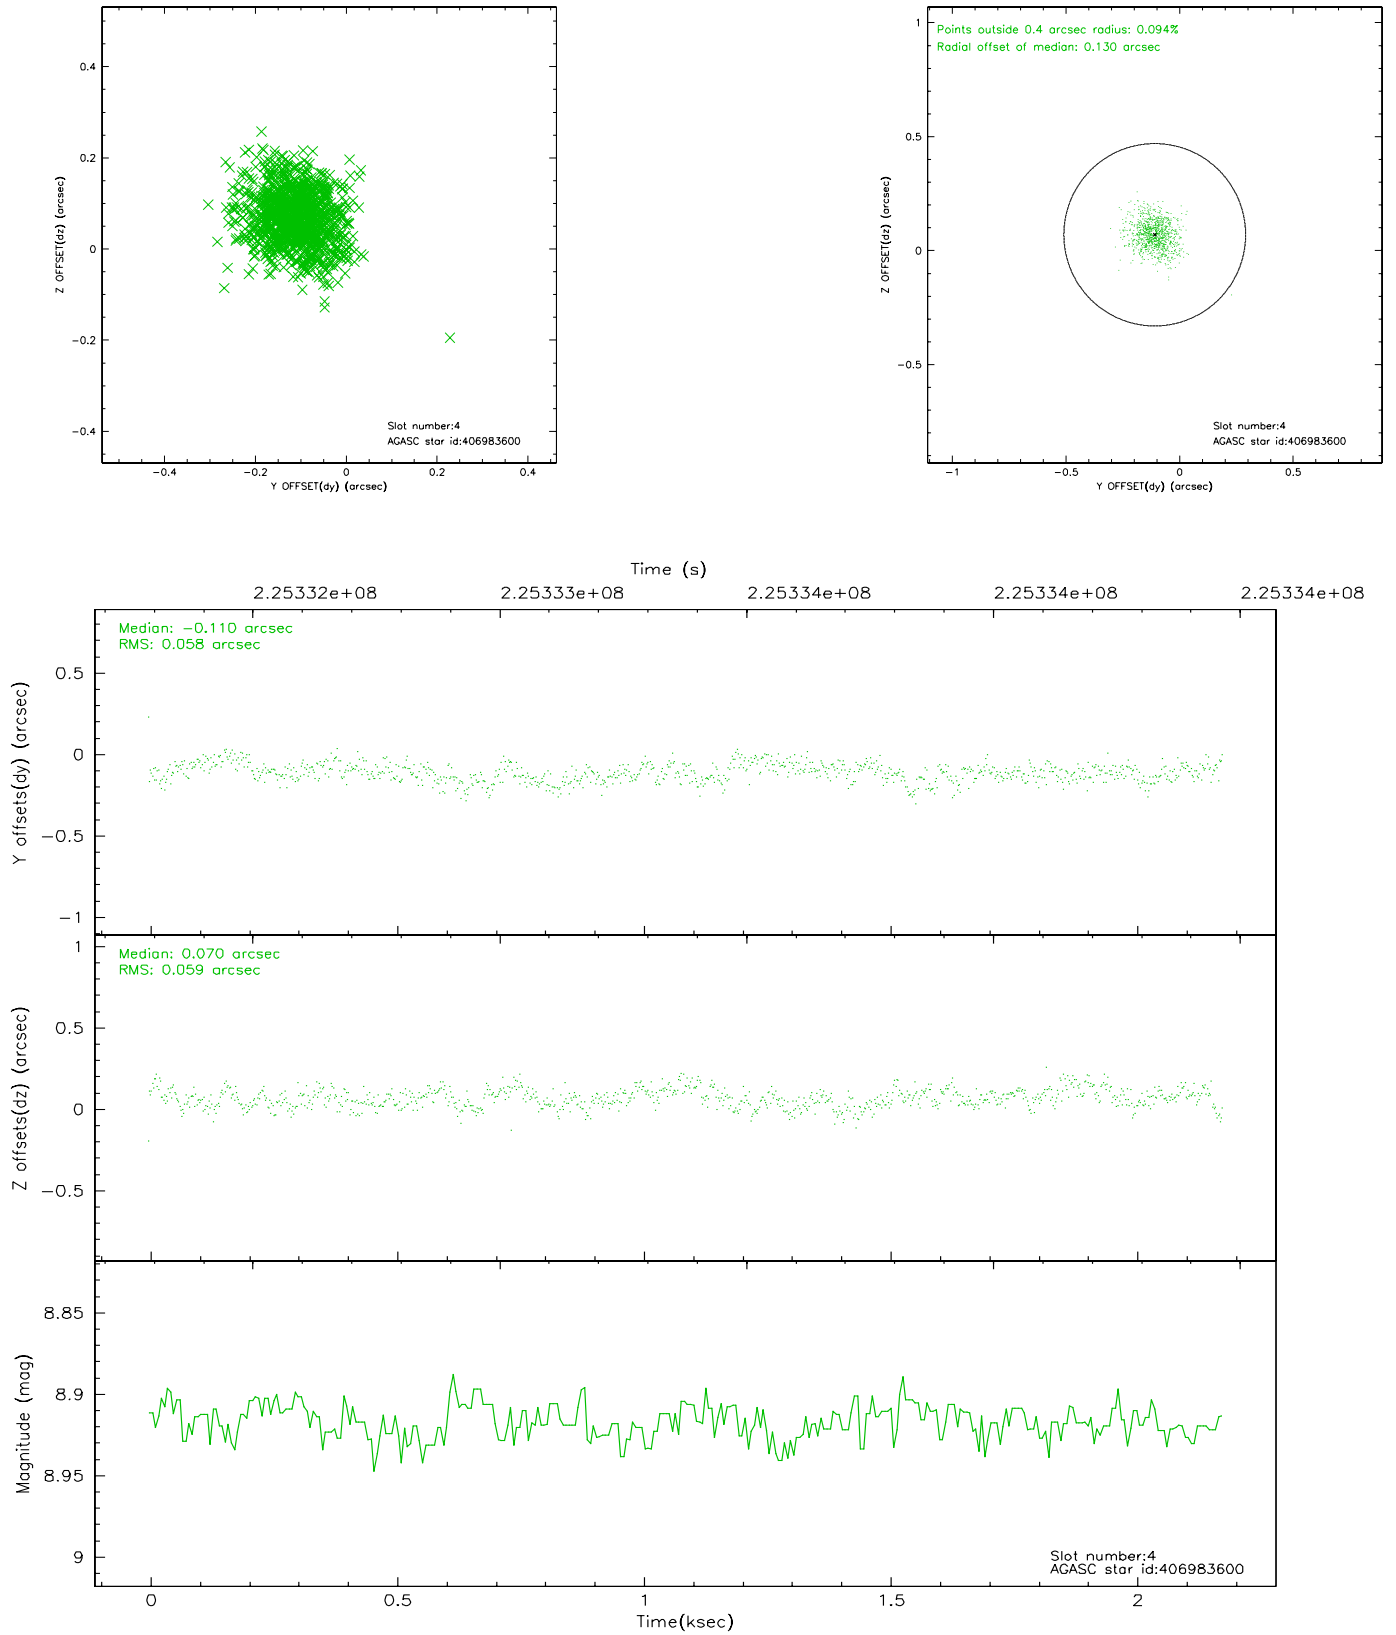 0.4
0.2
0
−0.2
−0.4
Z OFFSET(dz) (arcsec)
Slot number:4
AGASC star id:406983600
−0.4 −0.2 0 0.2 0.4
Y OFFSET(dy) (arcsec)
Points outside 0.4 arcsec radius: 0.094%
Radial offset of median: 0.130 arcsec
1
0.5
0
−0.5
Z OFFSET(dz) (arcsec)
Slot number:4
AGASC star id:406983600
−1 −0.5 0 0.5
Y OFFSET(dy) (arcsec)
Time (s)
2.25332e+08 2.25333e+08 2.25334e+08 2.25334e+08 2.25334e+08
Median: −0.110 arcsec
RMS: 0.058 arcsec
0.5
0
−0.5
−1
Y offsets(dy) (arcsec)
Median: 0.070 arcsec
RMS: 0.059 arcsec
1
0.5
0
−0.5
Z offsets(dz) (arcsec)
8.85
8.9
8.95
9
Magnitude (mag)
Slot number:4
AGASC star id:406983600
0 0.5 1 1.5 2
Time(ksec)